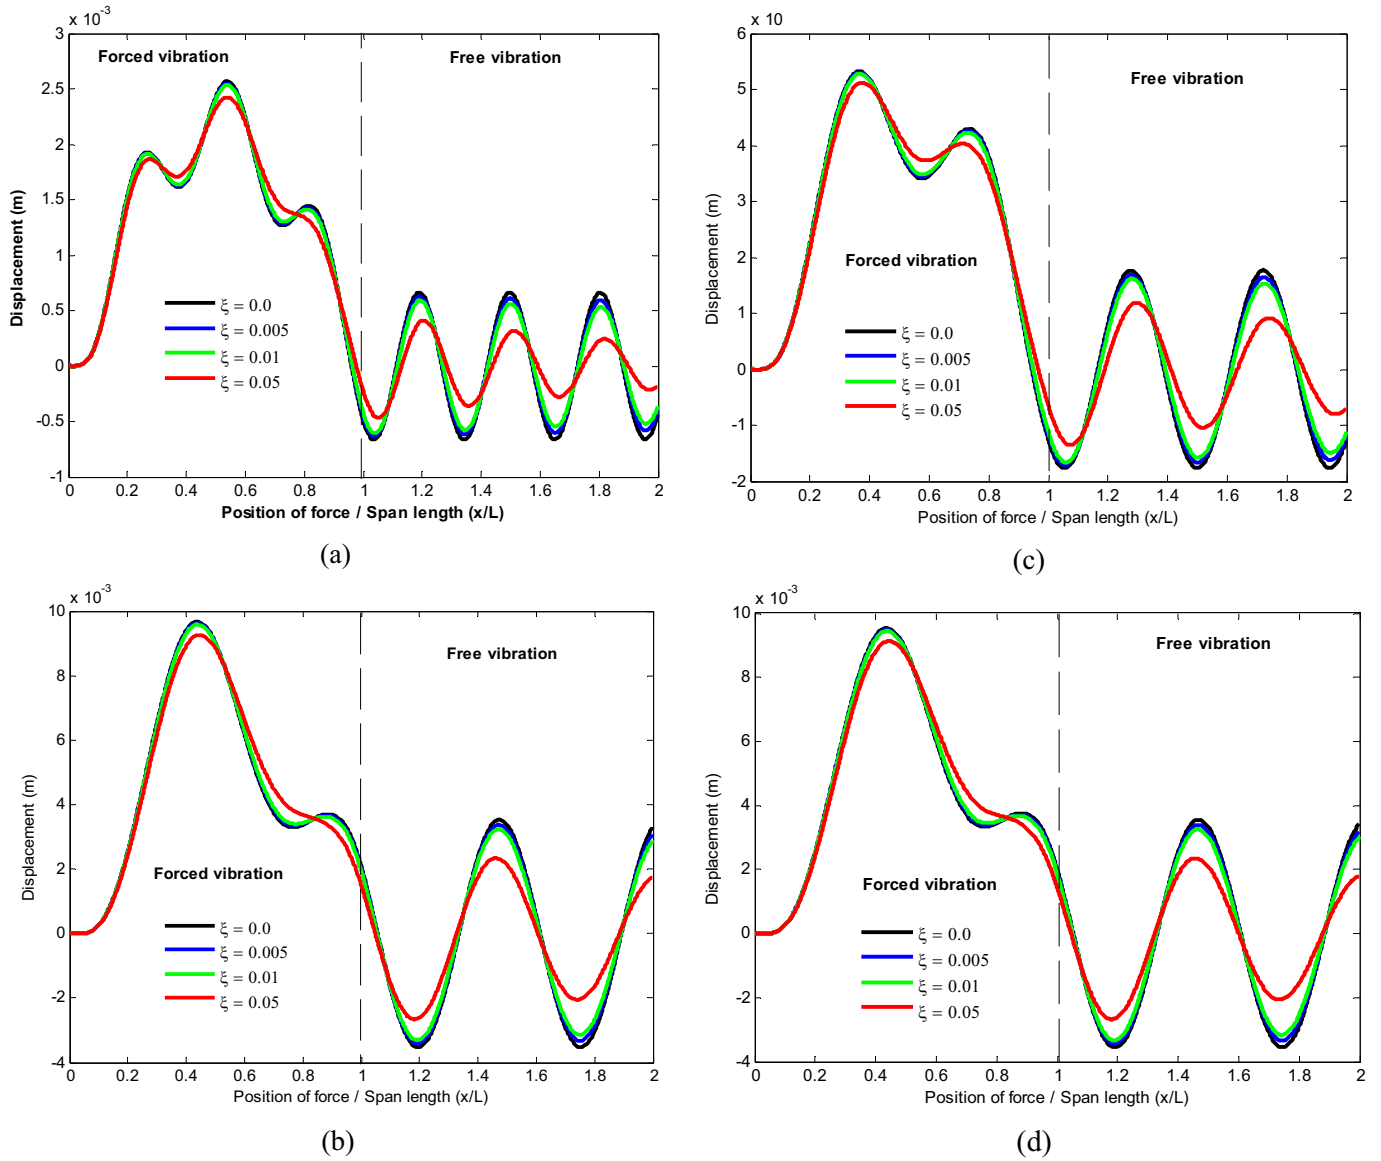 x 10⁻³
3
2.5
2
1.5
1
0.5
0
-0.5
-1
Displacement (m)
Forced vibration
Free vibration
ξ = 0.0
ξ = 0.005
ξ = 0.01
ξ = 0.05
0 0.2 0.4 0.6 0.8 1 1.2 1.4 1.6 1.8 2
Position of force / Span length (x/L)
(a)
x 10
6
5
4
3
2
1
0
-1
-2
Displacement (m)
Free vibration
Forced vibration
ξ = 0.0
ξ = 0.005
ξ = 0.01
ξ = 0.05
0 0.2 0.4 0.6 0.8 1 1.2 1.4 1.6 1.8 2
Position of force / Span length (x/L)
(c)
x 10⁻³
10
8
6
4
2
0
-2
-4
Displacement (m)
Free vibration
Forced vibration
ξ = 0.0
ξ = 0.005
ξ = 0.01
ξ = 0.05
0 0.2 0.4 0.6 0.8 1 1.2 1.4 1.6 1.8 2
Position of force / Span length (x/L)
(b)
x 10⁻³
10
8
6
4
2
0
-2
-4
Displacement (m)
Free vibration
Forced vibration
ξ = 0.0
ξ = 0.005
ξ = 0.01
ξ = 0.05
0 0.2 0.4 0.6 0.8 1 1.2 1.4 1.6 1.8 2
Position of force / Span length (x/L)
(d)